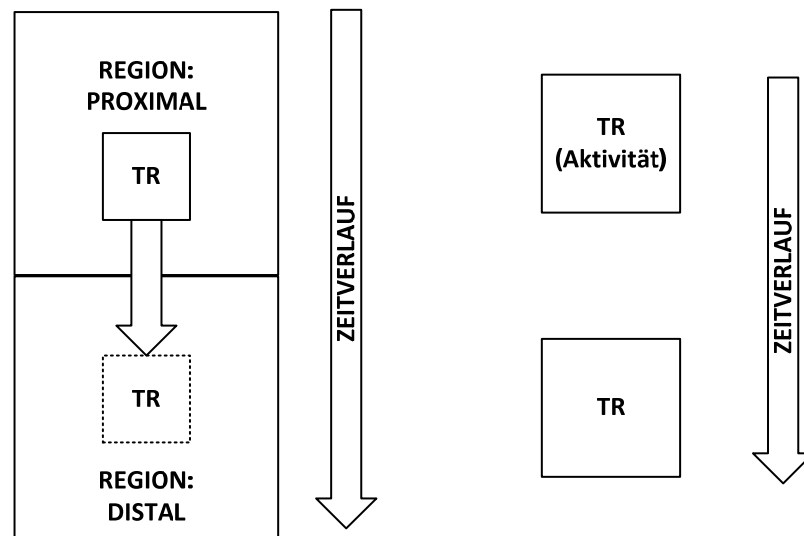 REGION:
PROXIMAL
TR
TR
REGION:
DISTAL
ZEITVERLAUF
TR
(Aktivität)
TR
ZEITVERLAUF